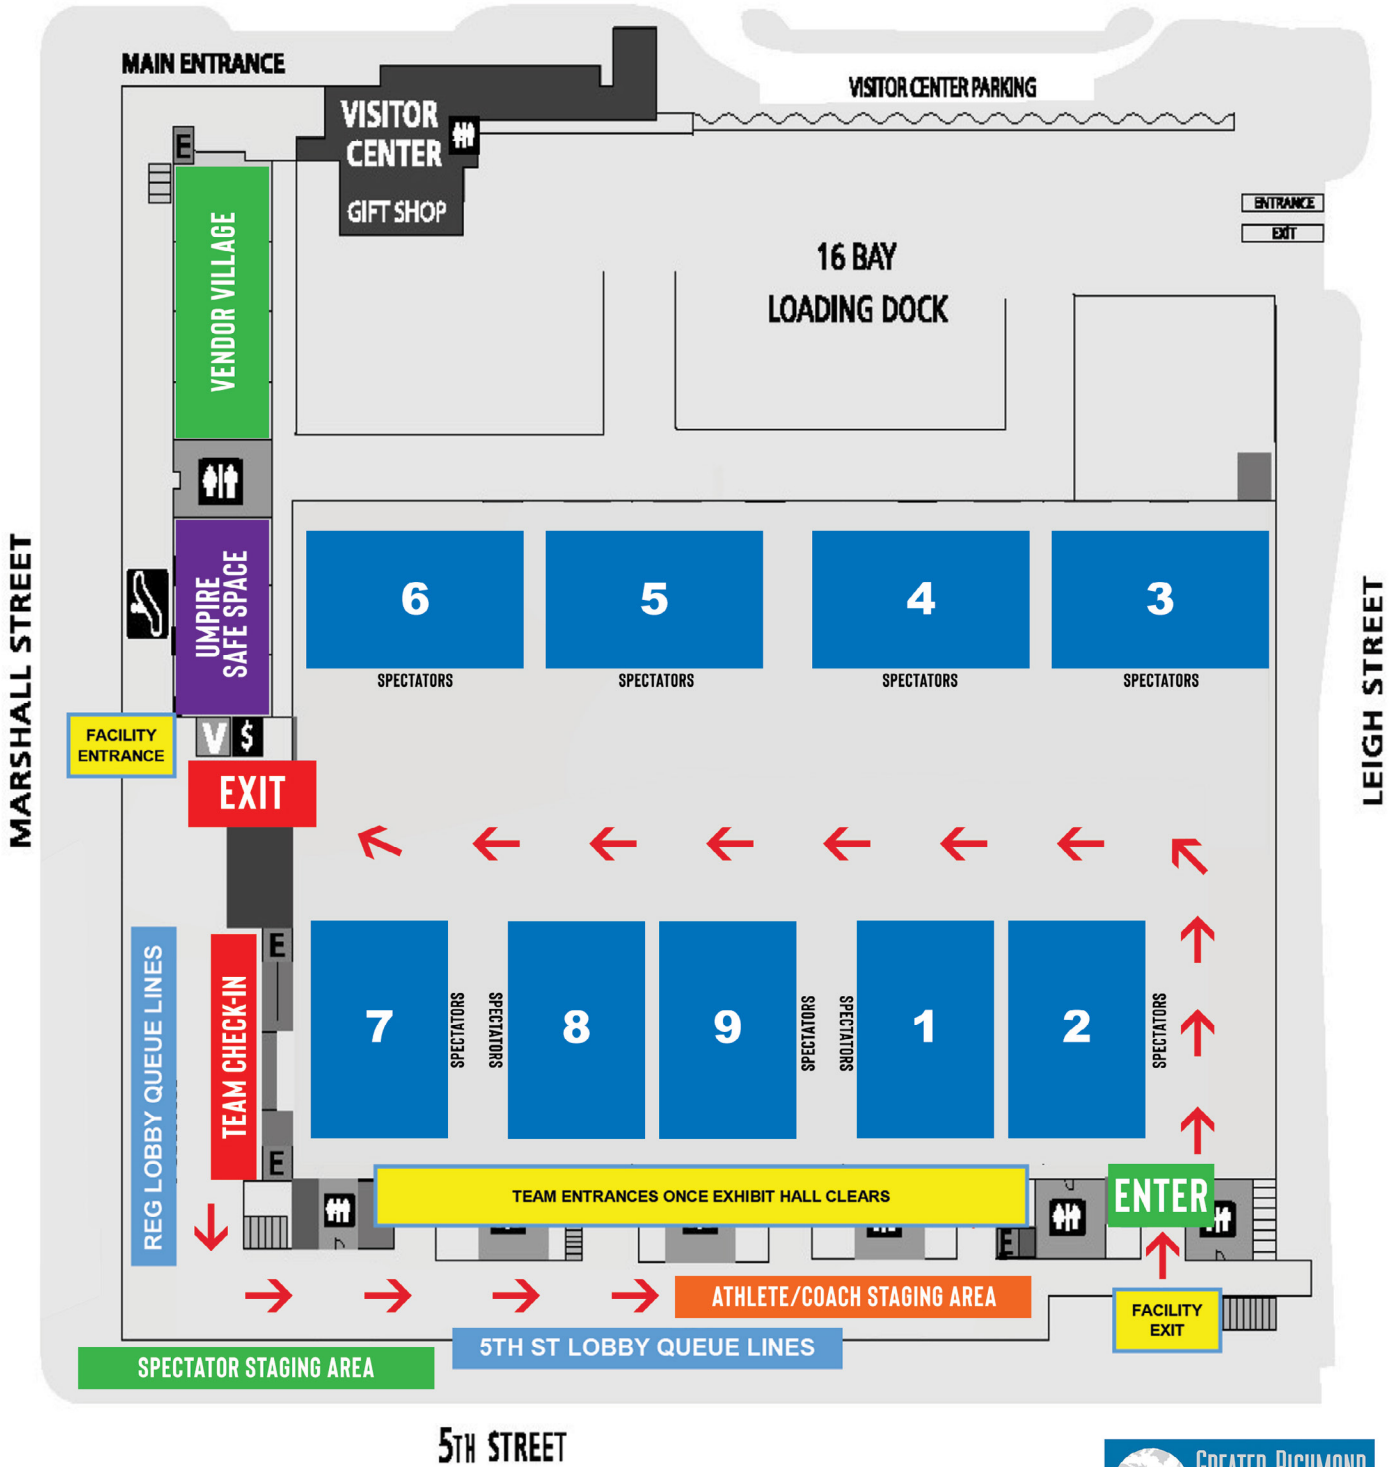 MAIN ENTRANCE
VISITOR CENTER PARKING
VISITOR
CENTER
GIFT SHOP
E
ENTRANCE
EXIT
16 BAY
LOADING DOCK
VENDOR VILLAGE
UMPIRE
SAFE SPACE
MARSHALL STREET
LEIGH STREET
6
5
4
3
SPECTATORS
SPECTATORS
SPECTATORS
SPECTATORS
FACILITY
ENTRANCE
V
$
EXIT
REG LOBBY QUEUE LINES
TEAM CHECK-IN
E
E
7
SPECTATORS
SPECTATORS
8
9
SPECTATORS
SPECTATORS
1
2
SPECTATORS
TEAM ENTRANCES ONCE EXHIBIT HALL CLEARS
ENTER
E
ATHLETE/COACH STAGING AREA
FACILITY
EXIT
5TH ST LOBBY QUEUE LINES
SPECTATOR STAGING AREA
5TH STREET
GREATER RICHMOND